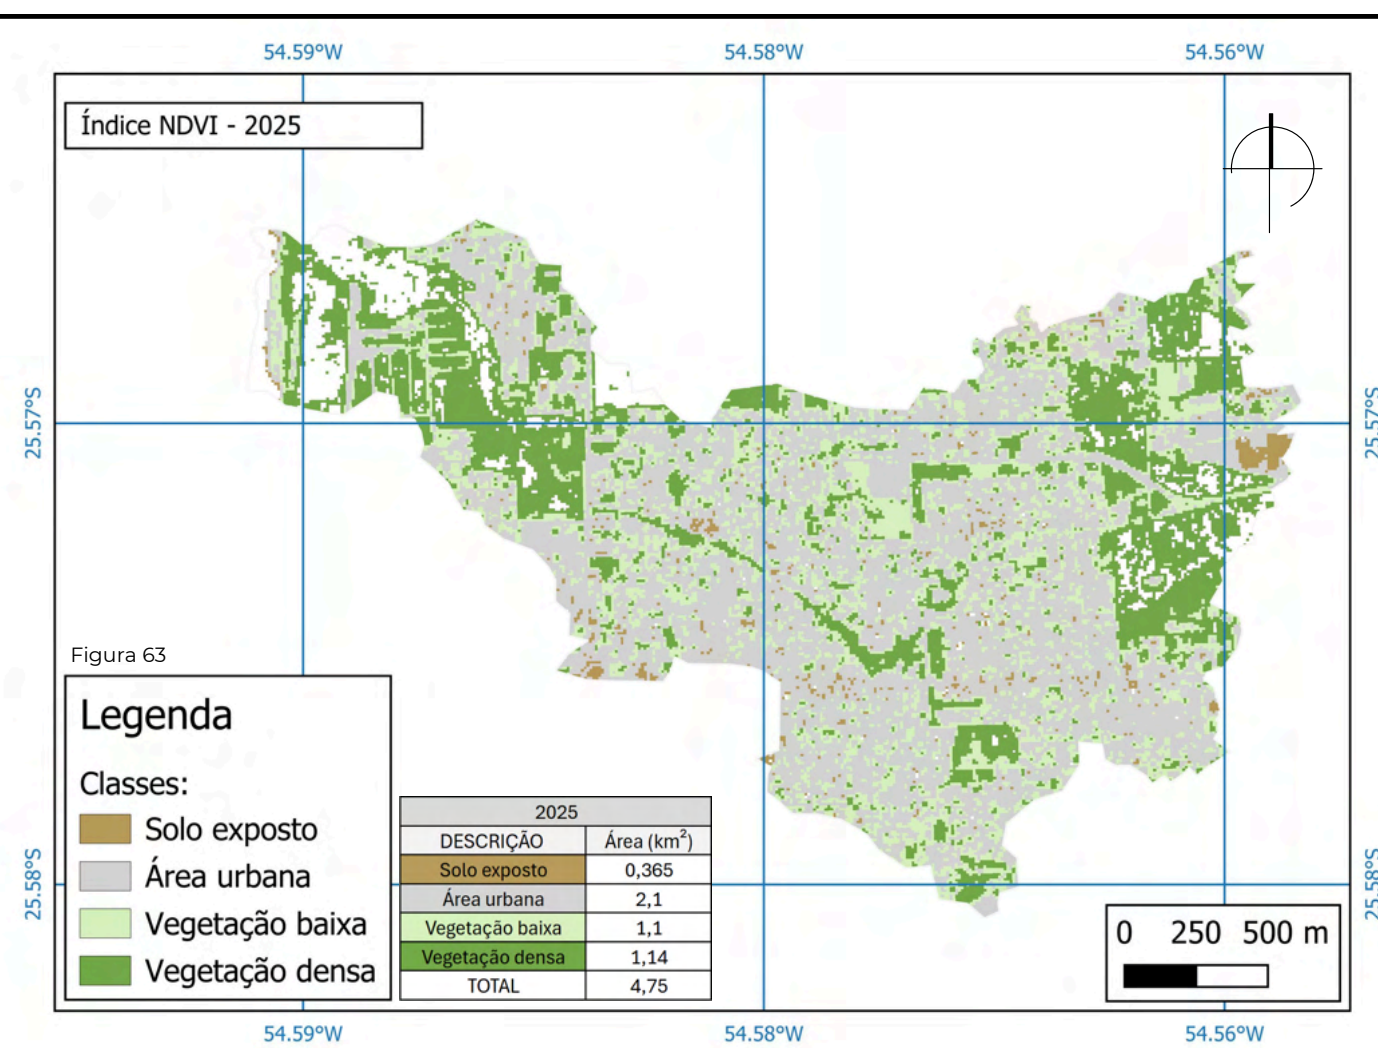 54.59°W 54.58°W 54.56°W
Índice NDVI - 2025
25.57°S 25.57°S
Figura 63
Legenda
Classes:
Solo exposto
Área urbana
Vegetação baixa
Vegetação densa
2025
DESCRIÇÃO Área (km²)
Solo exposto 0,365
Área urbana 2,1
Vegetação baixa 1,1
Vegetação densa 1,14
TOTAL 4,75
25.58°S 25.58°S
0 250 500 m
54.59°W 54.58°W 54.56°W